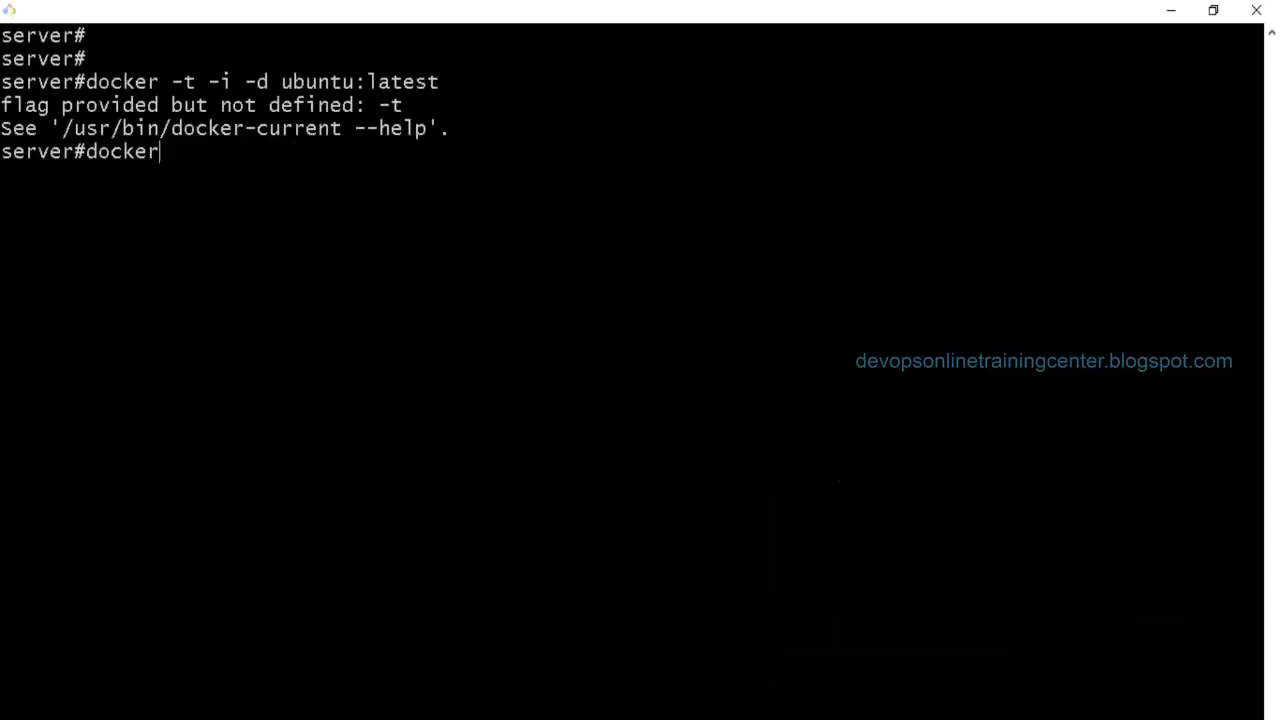 server#
server#
server#docker -t -i -d ubuntu:latest
flag provided but not defined: -t
See '/usr/bin/docker-current --help'.
server#docker
devopsonlinetrainingcenter.blogspot.com